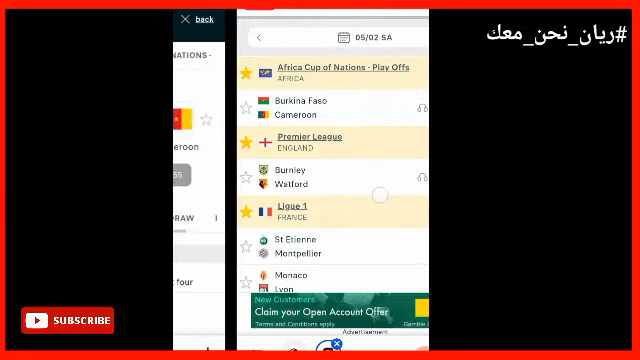 #ريان_نحن_معك
back
NATIONS -
eroon
66
RAW
t four
05/02 SA
Africa Cup of Nations - Play Offs
AFRICA
Burkina Faso
Cameroon
Premier League
ENGLAND
Burnley
Watford
Ligue 1
FRANCE
St Etienne
Montpellier
Monaco
Lyon
New Customers
Claim your Open Account Offer
Terms and Conditions apply.
Gamble
Advertisement
SUBSCRIBE